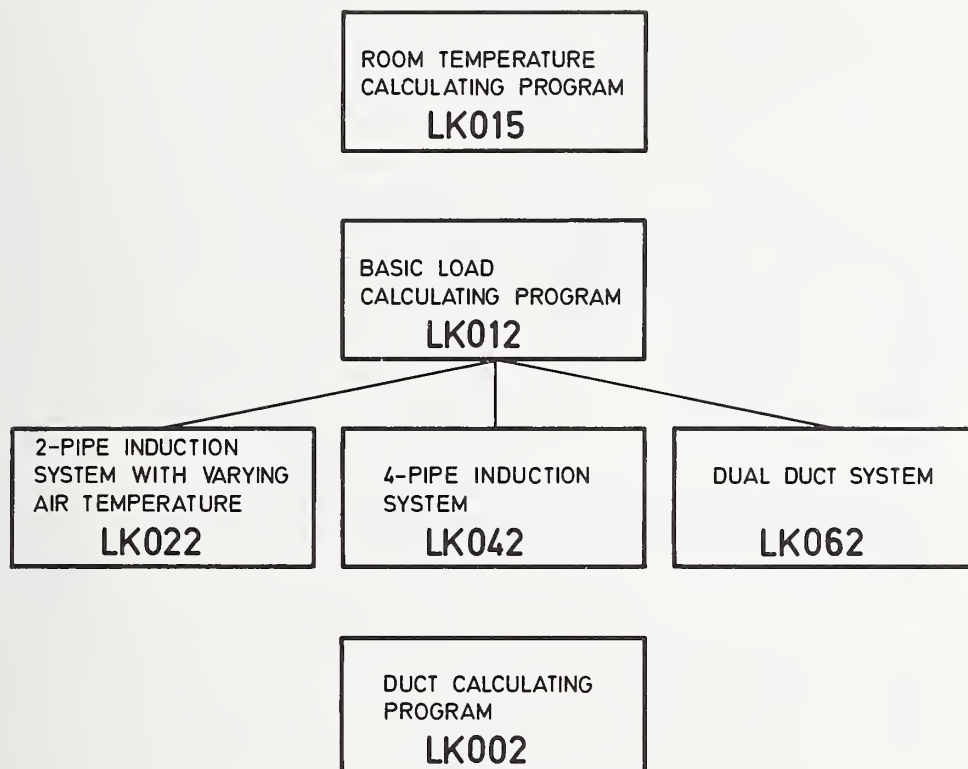 ROOM TEMPERATURE
CALCULATING PROGRAM
LK015
BASIC LOAD
CALCULATING PROGRAM
LK012
2-PIPE INDUCTION
SYSTEM WITH VARYING
AIR TEMPERATURE
LK022
4-PIPE INDUCTION
SYSTEM
LK042
DUAL DUCT SYSTEM
LK062
DUCT CALCULATING
PROGRAM
LK002